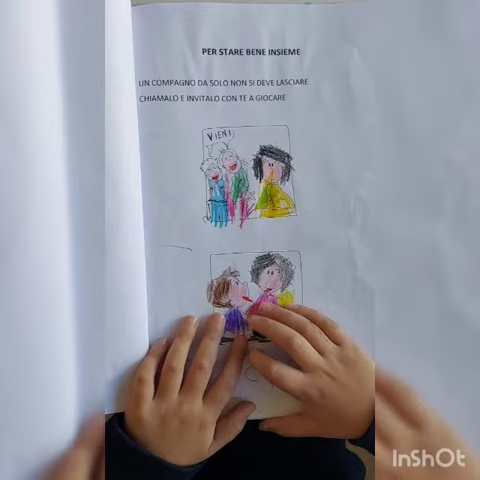 PER STARE BENE INSIEME
UN COMPAGNO DA SOLO NON SI DEVE LASCIARE
CHIAMALO E INVITALO CON TE A GIOCARE
VIENI
InShOt